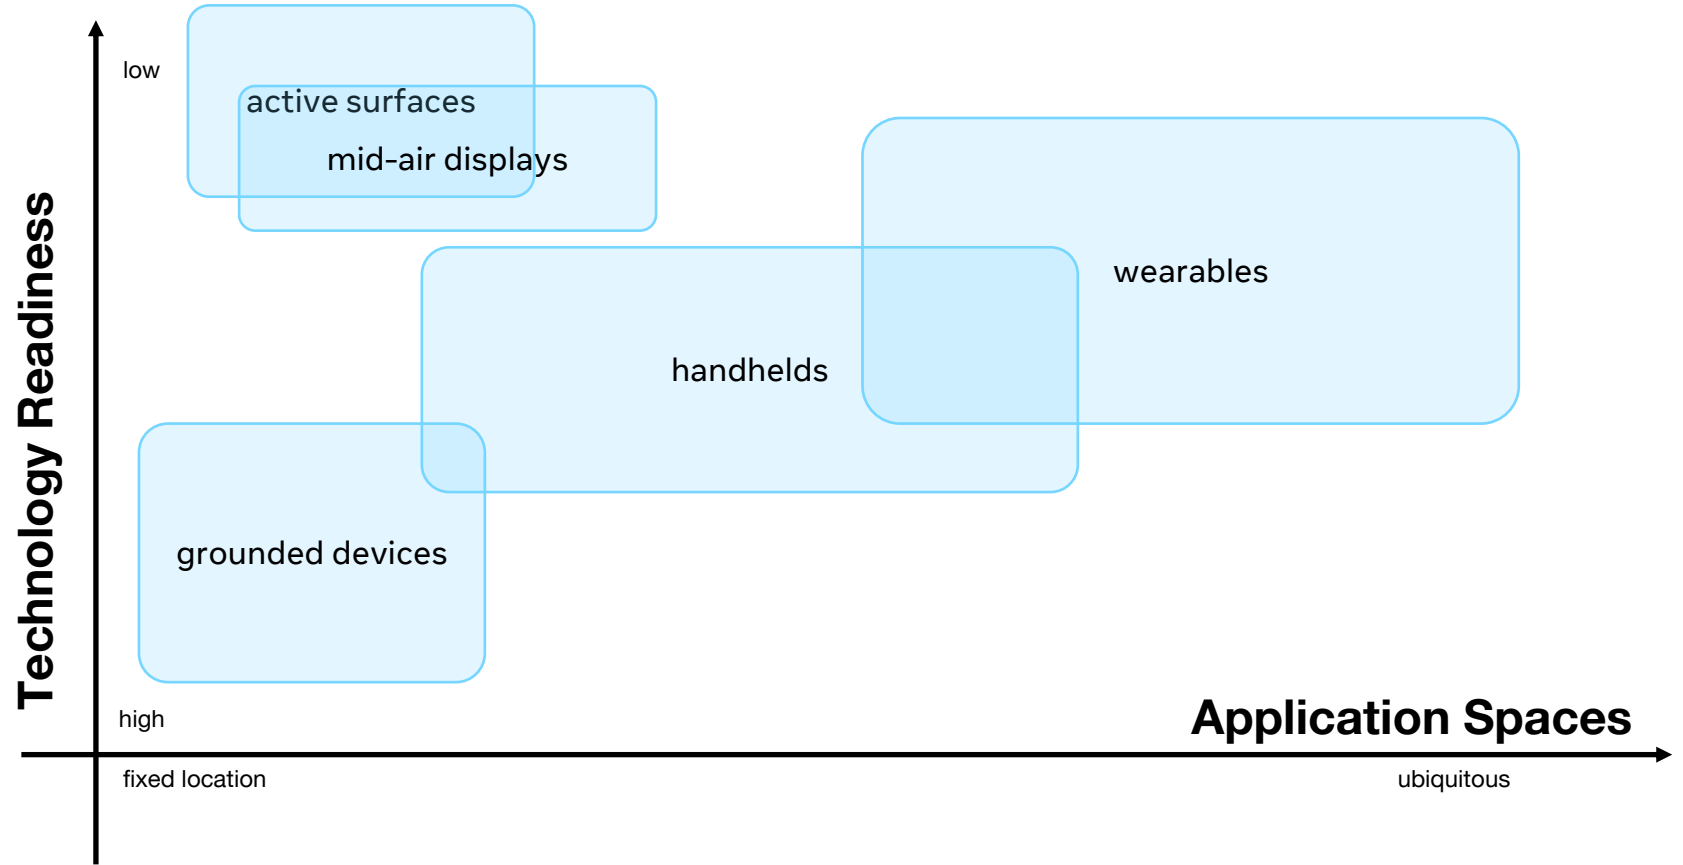 low
active surfaces
mid-air displays
wearables
handhelds
grounded devices
Technology Readiness
high
Application Spaces
fixed location
ubiquitous